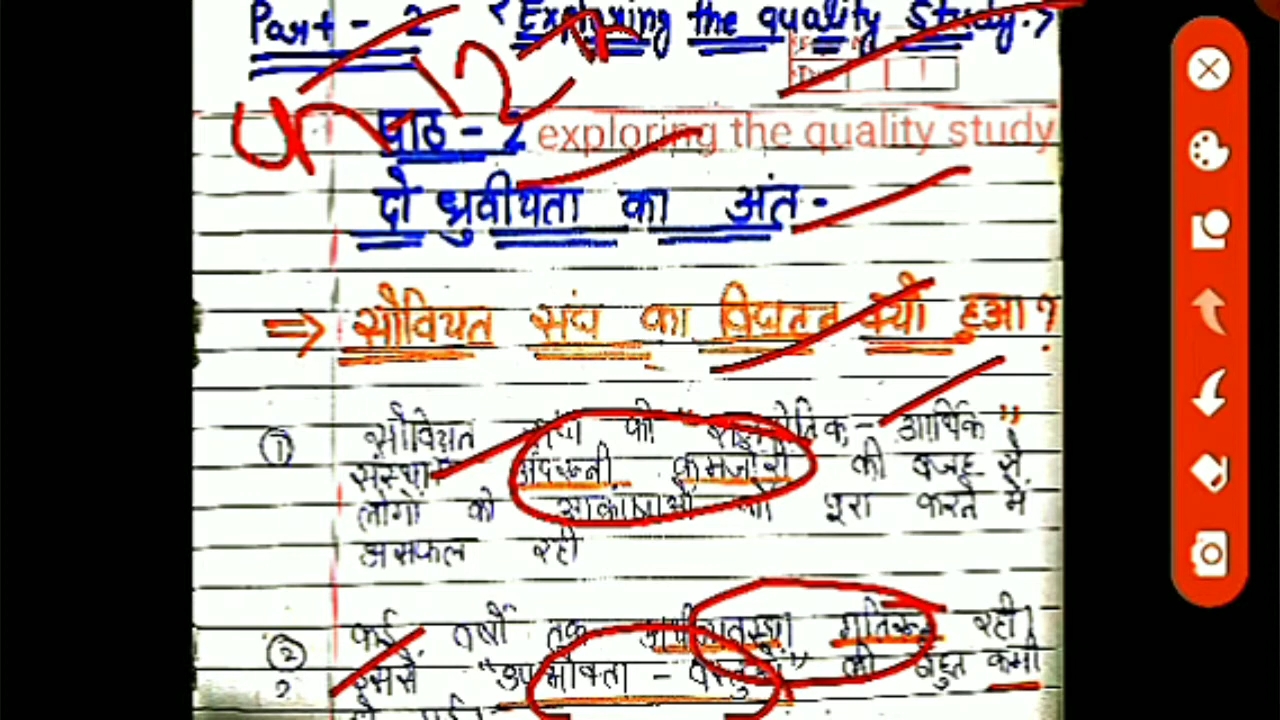 Part - 2 < Exploring the quality Study.>
पाठ - 2 exploring the quality study
दो ध्रुवीयता का अंत -
⇒ सौवियत संघ का विघटन क्यों हुआ ?
① सौवियत संघ की "राजनीतिक - आर्थिक"
संस्था" अंदरूनी कमजोरी की वजह से
लोगों को आकांक्षाओं को पूरा करने में
असफल रही
② कई वर्षों तक अर्थव्यवस्था गतिरूद्ध रही
इससे "उपभोक्ता - वस्तुओं" की बहुत कमी